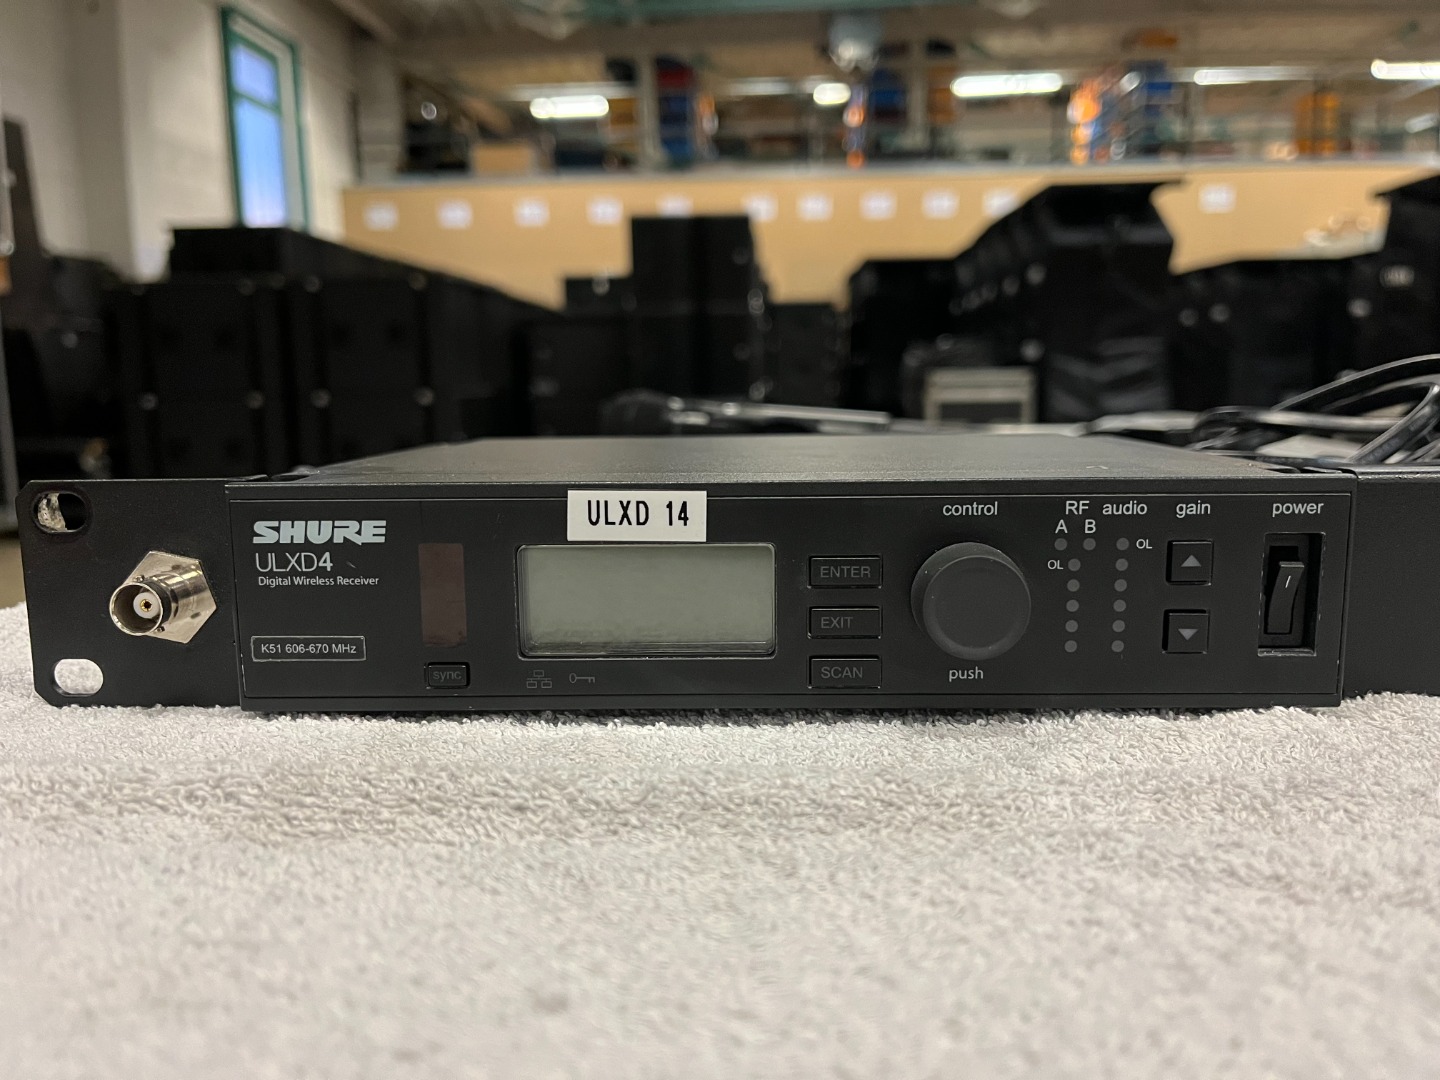 ULXD 14
SHURE
ULXD4
Digital Wireless Receiver
K51 606-670 MHz
sync
ENTER
EXIT
SCAN
control
push
RF audio
A B
OL
OL
gain
power